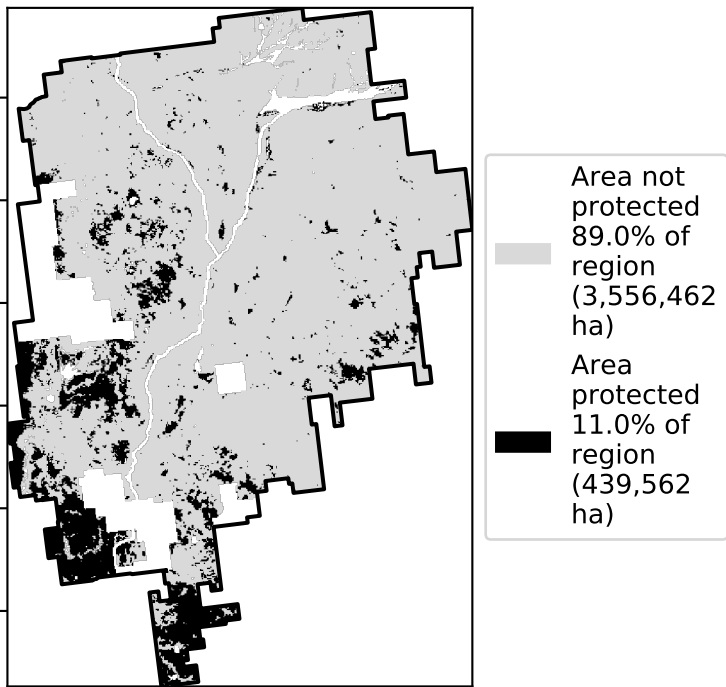 Area not
protected
89.0% of
region
(3,556,462
ha)
Area
protected
11.0% of
region
(439,562
ha)